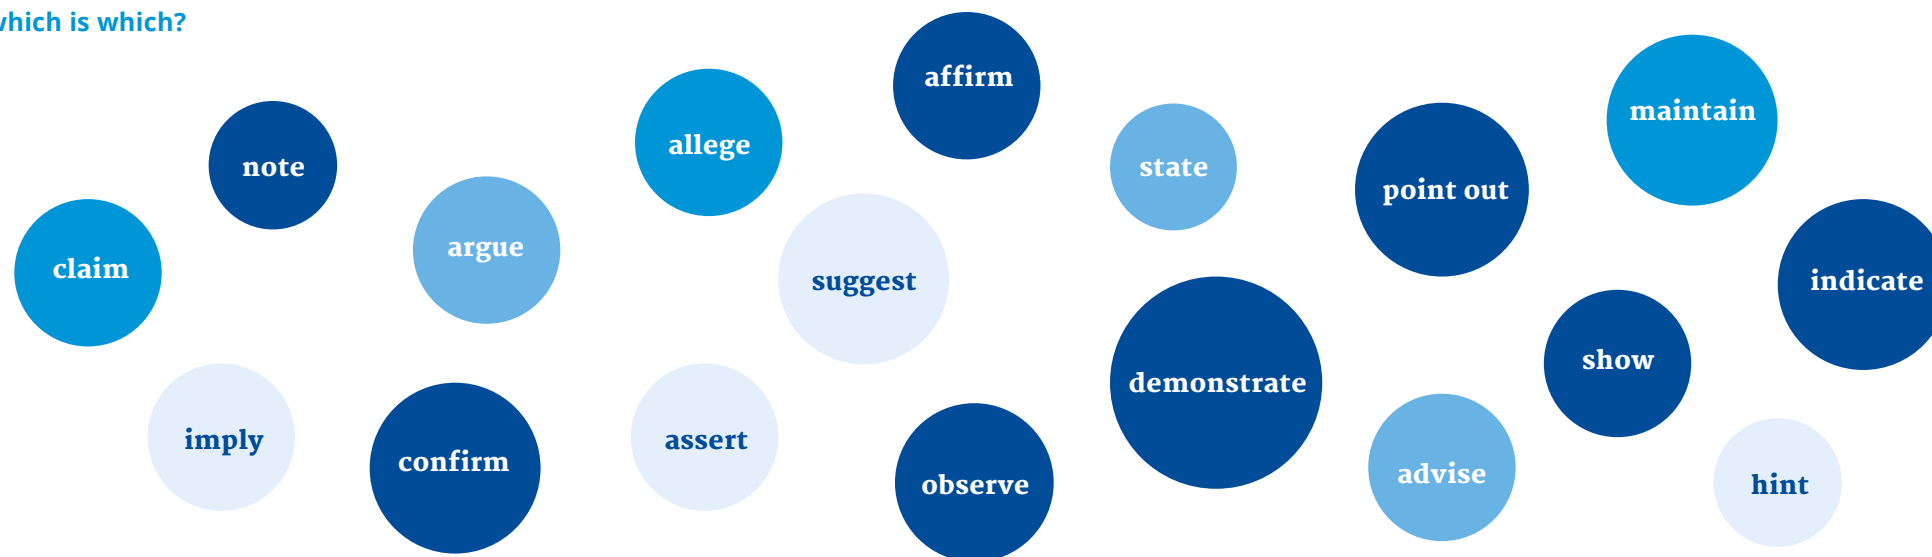 which is which?
affirm
maintain
allege
note
state
point out
argue
claim
suggest
indicate
show
demonstrate
imply
assert
confirm
advise
observe
hint